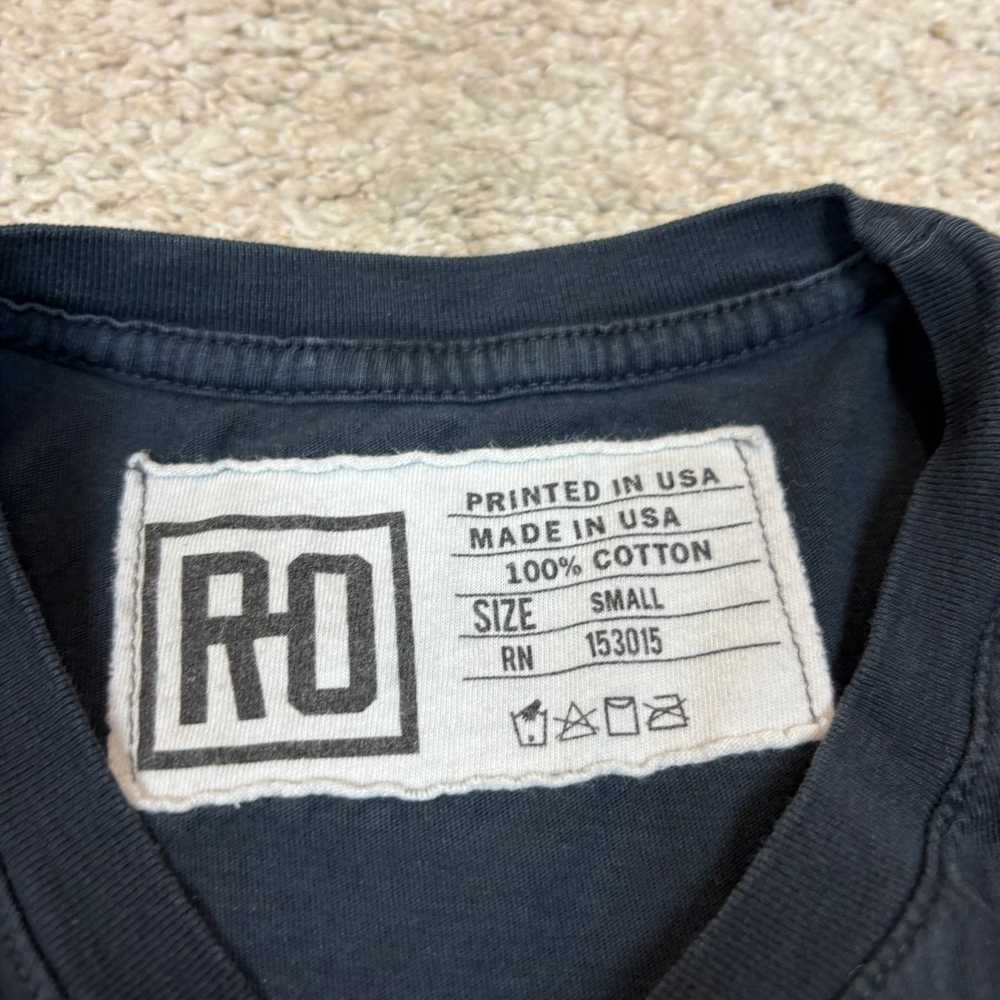 RO
PRINTED IN USA
MADE IN USA
100% COTTON
SIZE SMALL
RN 153015